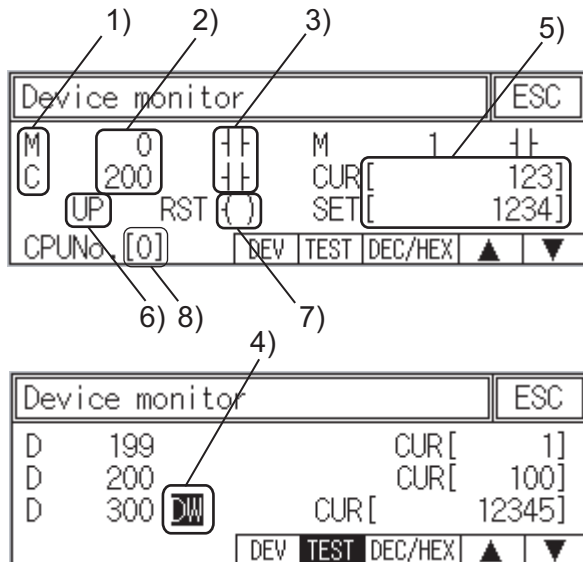 1) 2) 3) 5)
Device monitor ESC
M 0 ┤├ M 1 ┤├
C 200 ┤├ CUR[ 123]
UP RST ( ) SET[ 1234]
CPUNo.[0] DEV TEST DEC/HEX ▲ ▼
6) 8) 7)
4)
Device monitor ESC
D 199 CUR[ 1]
D 200 CUR[ 100]
D 300 DW CUR[ 12345]
DEV TEST DEC/HEX ▲ ▼